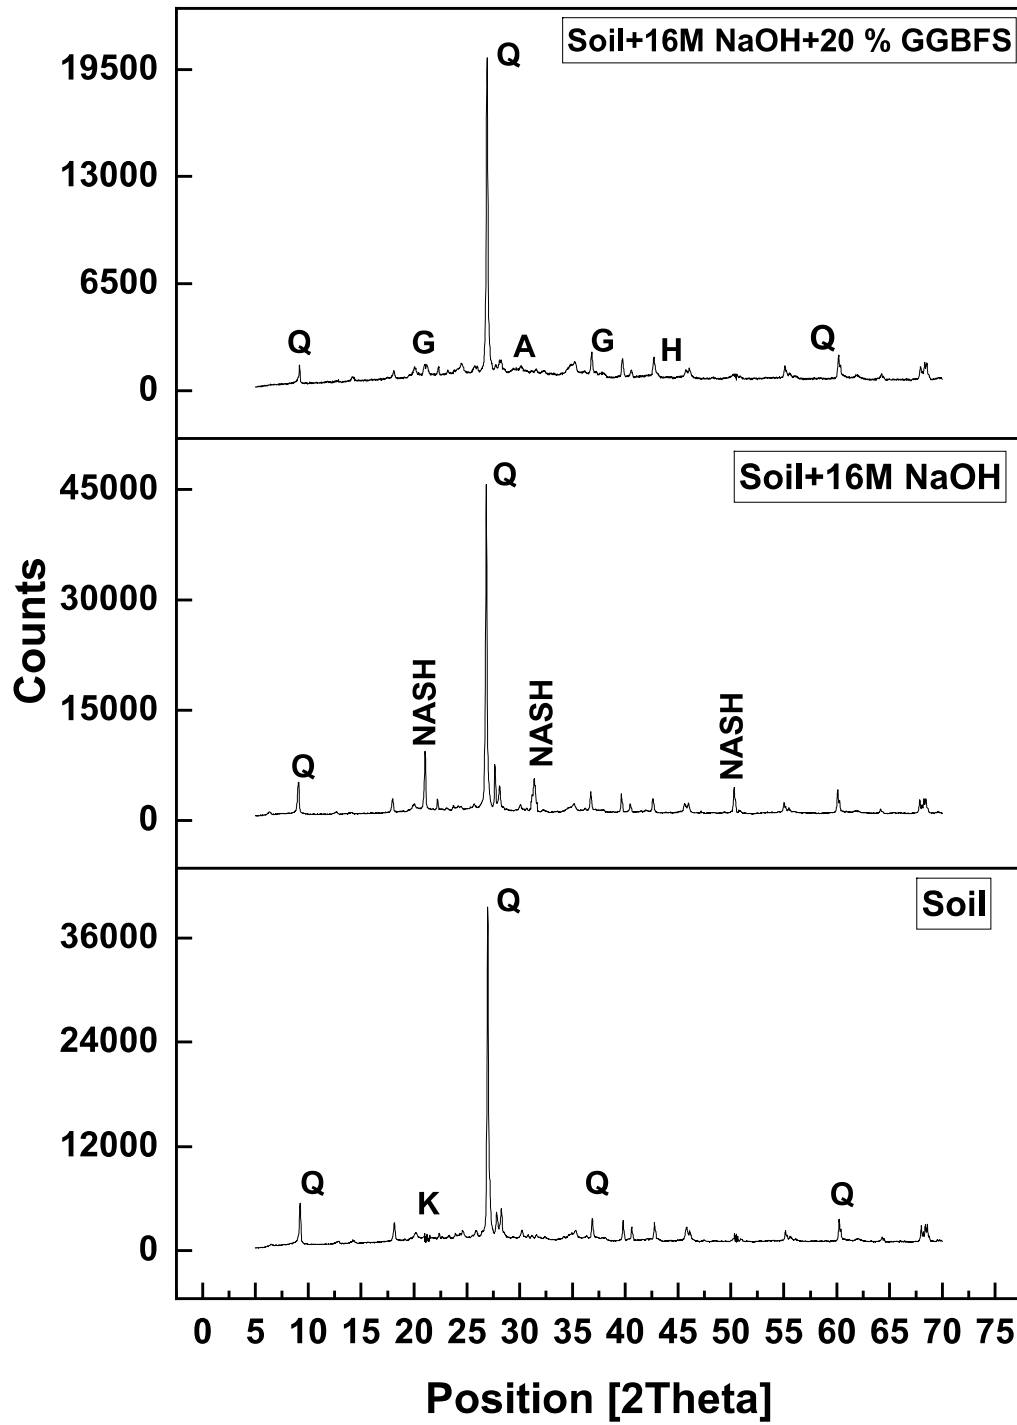 Soil+16M NaOH+20 % GGBFS
19500
13000
6500
0
Q
Q
G
A
G
H
Q
Soil+16M NaOH
45000
30000
15000
0
Q
Q
NASH
NASH
NASH
Soil
36000
24000
12000
0
Q
Q
K
Q
Q
Counts
0 5 10 15 20 25 30 35 40 45 50 55 60 65 70 75
Position [2Theta]